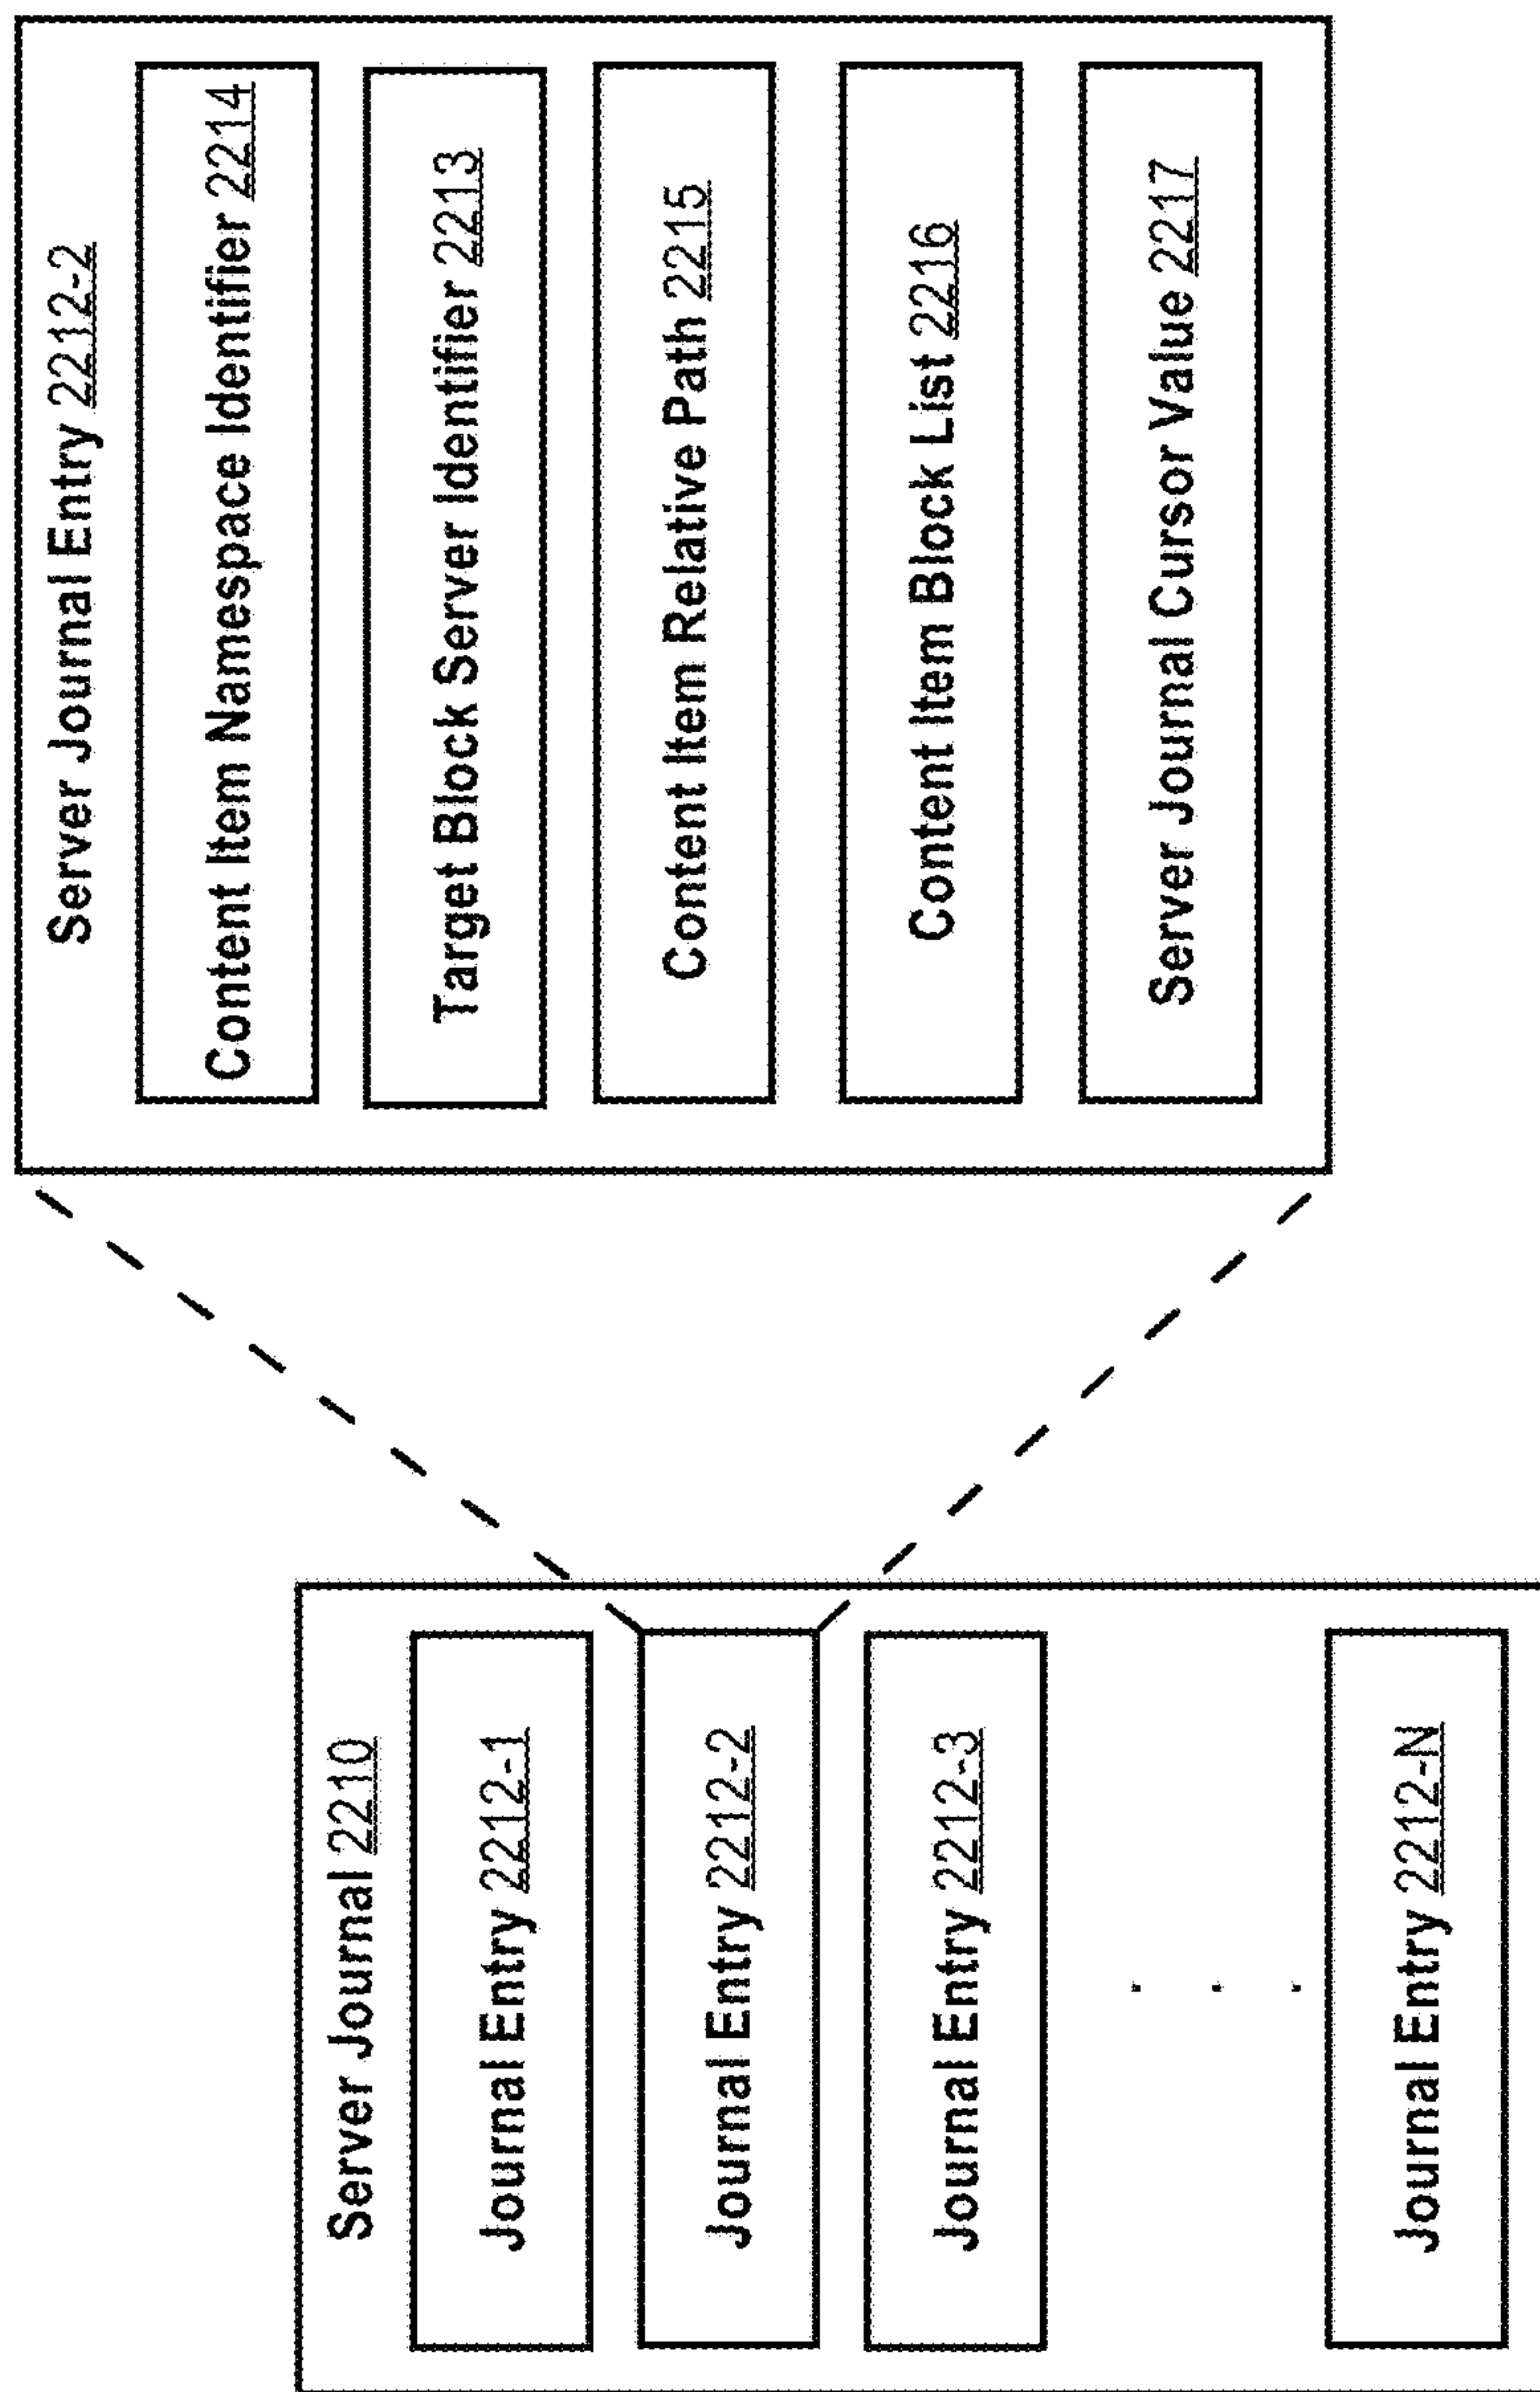 Server Journal 2210
Journal Entry 2212-1
Journal Entry 2212-2
Journal Entry 2212-3
. . .
Journal Entry 2212-N
Server Journal Entry 2212-2
Content Item Namespace Identifier 2214
Target Block Server Identifier 2213
Content Item Relative Path 2215
Content Item Block List 2216
Server Journal Cursor Value 2217